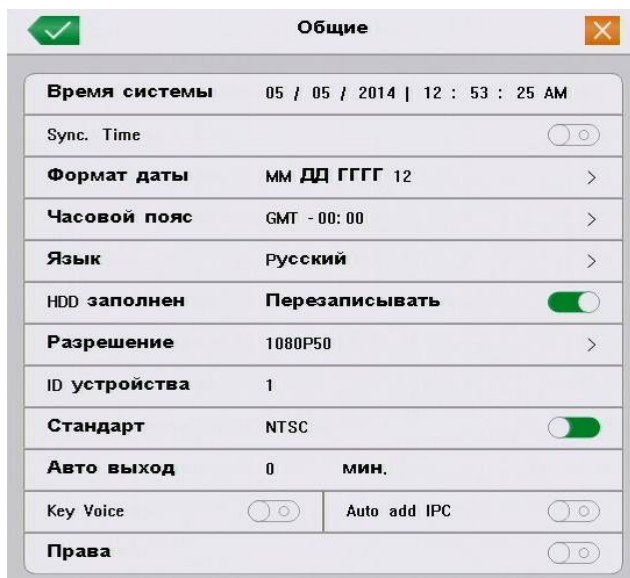 Общие
Время системы 05 / 05 / 2014 | 12 : 53 : 25 AM
Sync. Time
Формат даты ММ ДД ГГГГ 12
Часовой пояс GMT -00:00
Язык Русский
HDD заполнен Перезаписывать
Разрешение 1080P50
ID устройства 1
Стандарт NTSC
Авто выход 0 мин.
Key Voice Auto add IPC
Права